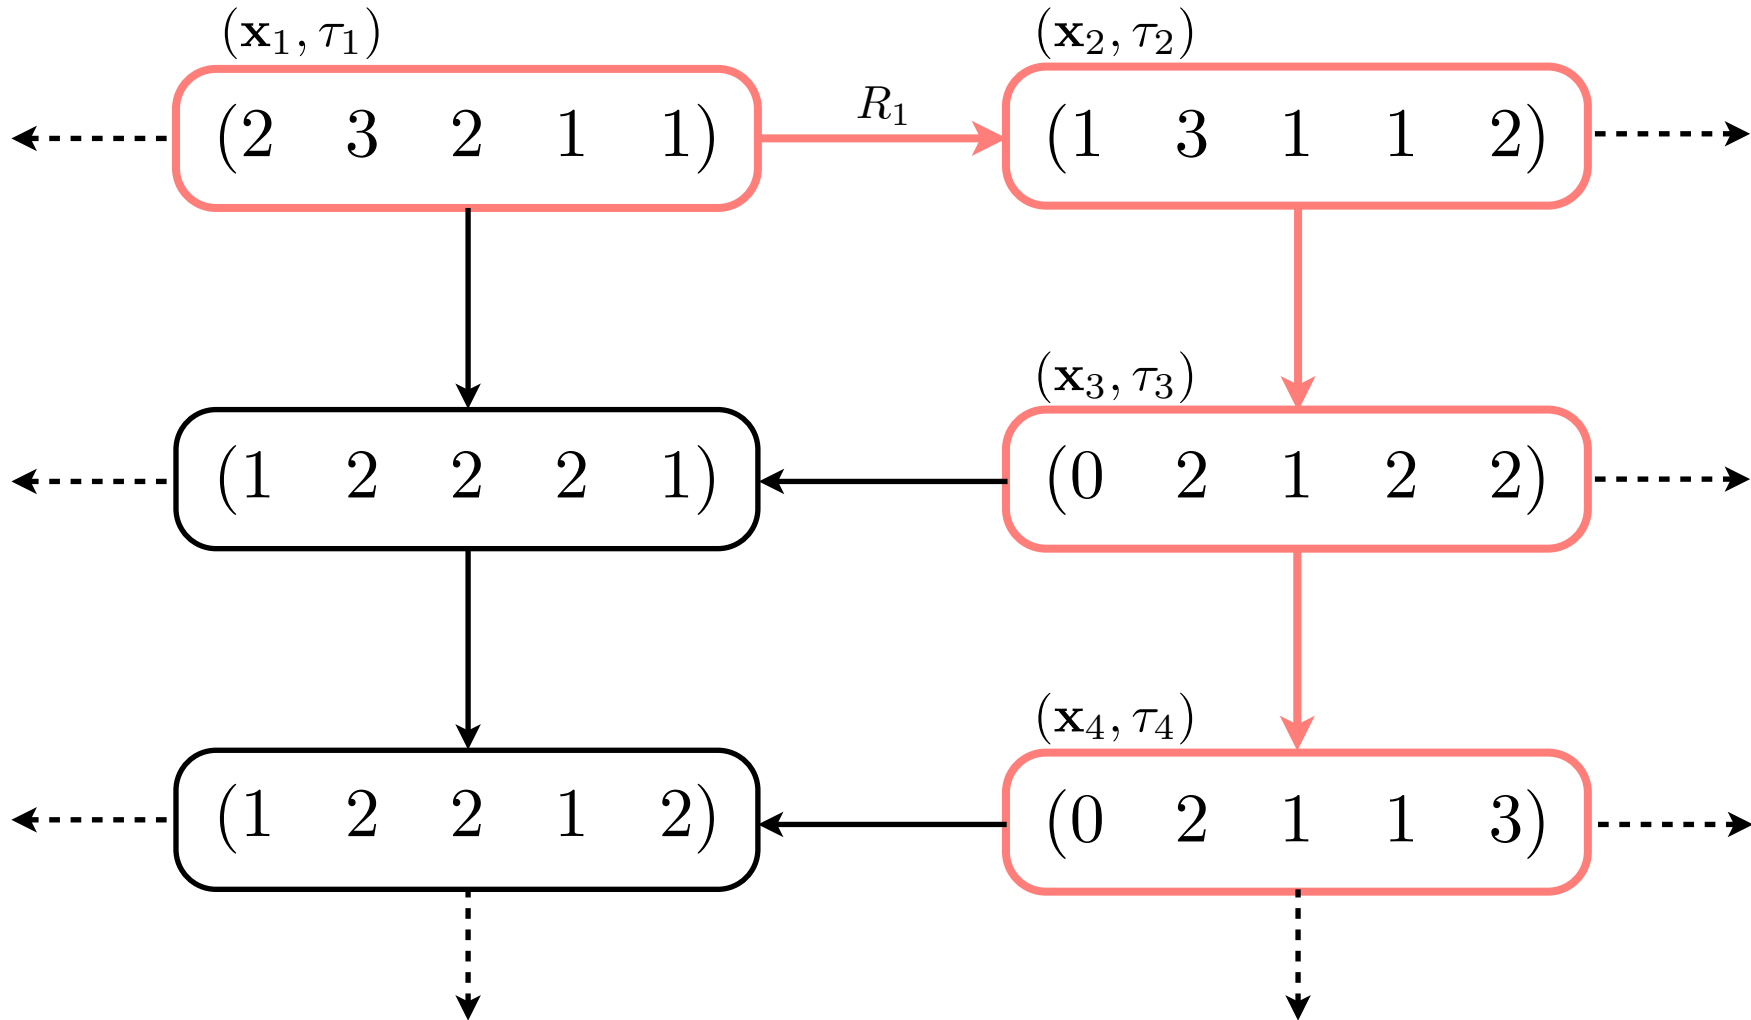 (x₁, τ₁) (x₂, τ₂)
(2 3 2 1 1) R₁ (1 3 1 1 2)
(x₃, τ₃)
(1 2 2 2 1) (0 2 1 2 2)
(x₄, τ₄)
(1 2 2 1 2) (0 2 1 1 3)